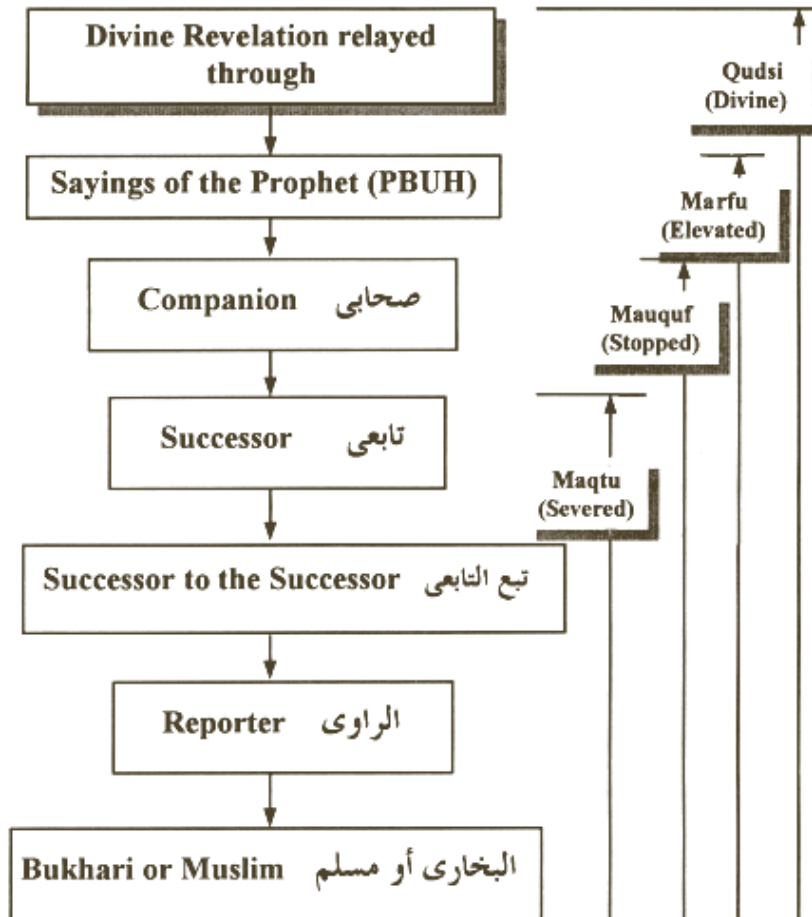 Divine Revelation relayed
through
Sayings of the Prophet (PBUH)
Companion صحابى
Successor تابعى
Successor to the Successor تبع التابعى
Reporter الراوى
Bukhari or Muslim البخارى أو مسلم
Qudsi
(Divine)
Marfu
(Elevated)
Mauquf
(Stopped)
Maqtu
(Severed)